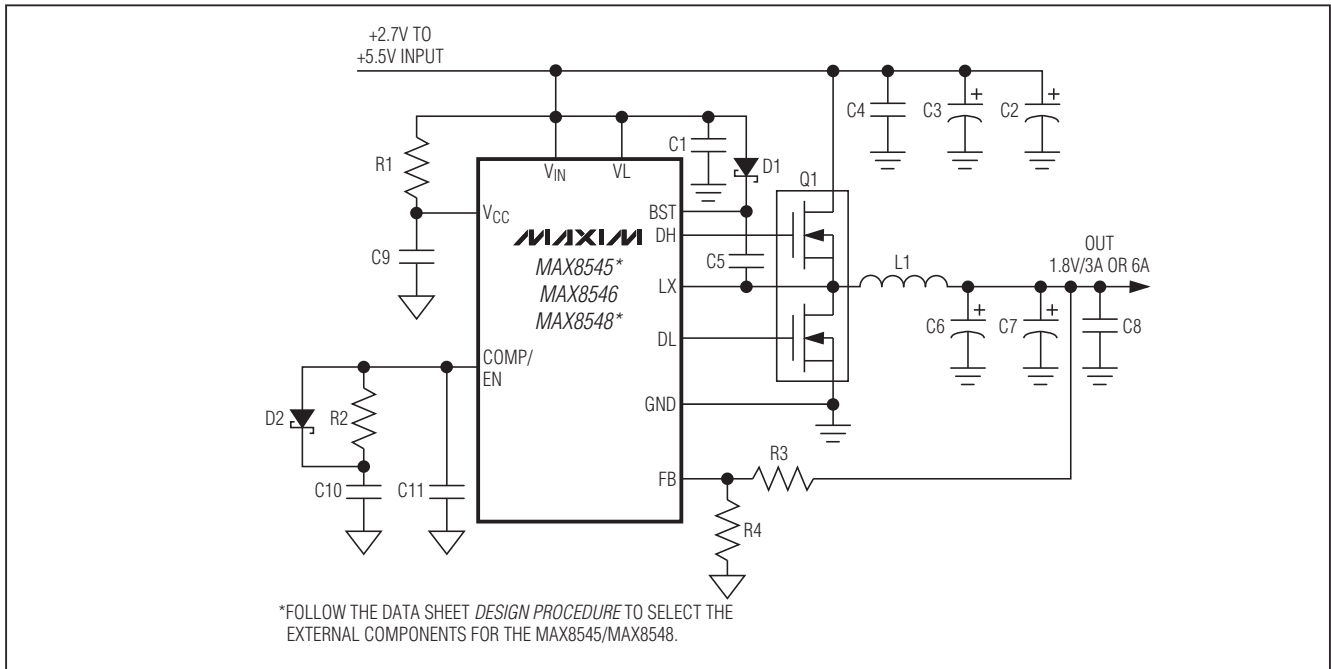 +2.7V TO
+5.5V INPUT
C4
C3
+
C2
+
R1
C1
D1
VIN
VL
Q1
VCC
BST
MAXIM
DH
C9
MAX8545*
C5
L1
OUT
1.8V/3A OR 6A
MAX8546
LX
MAX8548*
C6
+
C7
+
C8
DL
COMP/
EN
D2
R2
GND
R3
C10
C11
FB
R4
*FOLLOW THE DATA SHEET DESIGN PROCEDURE TO SELECT THE
EXTERNAL COMPONENTS FOR THE MAX8545/MAX8548.